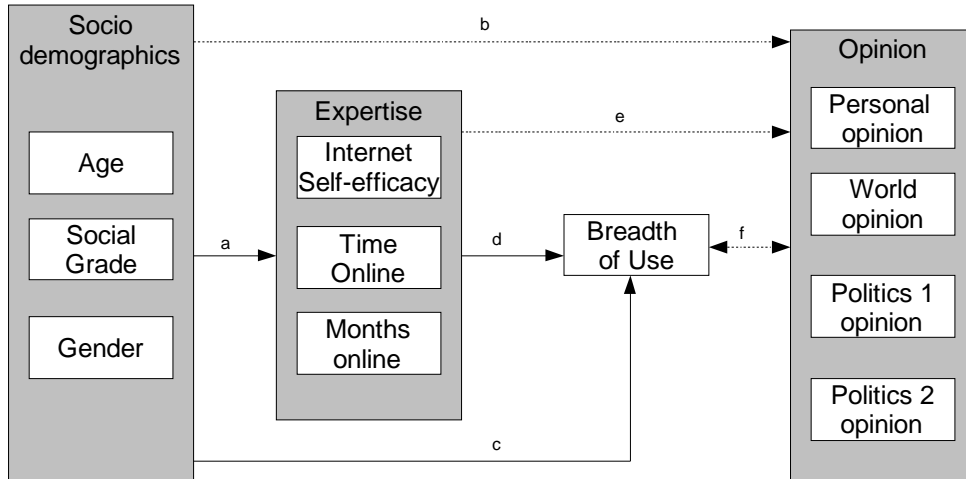 Socio
demographics
Age
Social
Grade
Gender
a
b
c
Expertise
Internet
Self-efficacy
Time
Online
Months
online
d
e
Breadth
of Use
f
Opinion
Personal
opinion
World
opinion
Politics 1
opinion
Politics 2
opinion